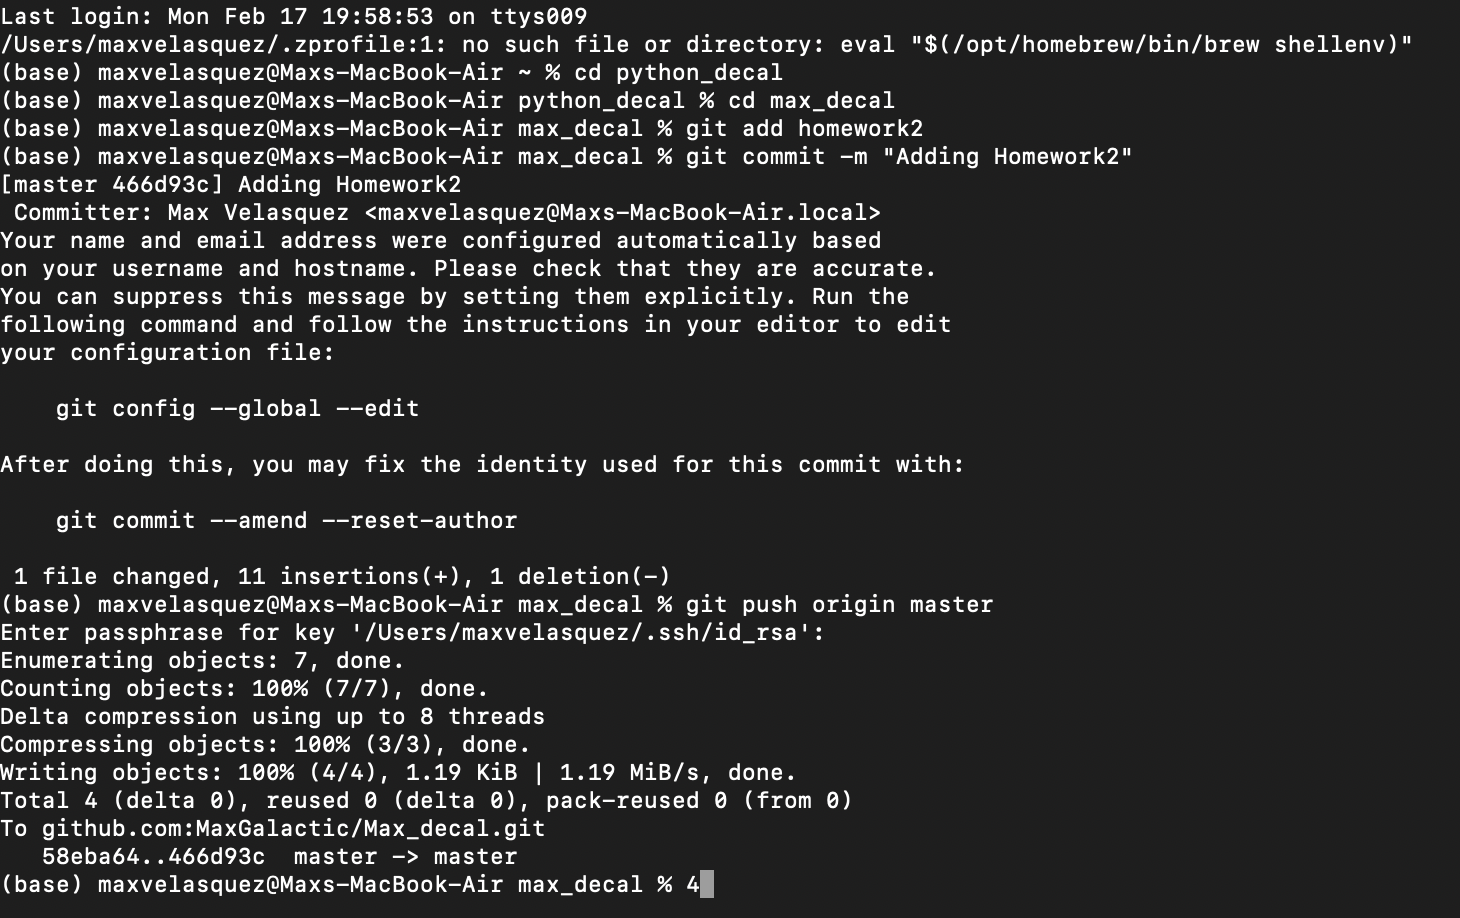 Last login: Mon Feb 17 19:58:53 on ttys009
/Users/maxvelasquez/.zprofile:1: no such file or directory: eval "$(/opt/homebrew/bin/brew shellenv)"
(base) maxvelasquez@Maxs-MacBook-Air ~ % cd python_decal
(base) maxvelasquez@Maxs-MacBook-Air python_decal % cd max_decal
(base) maxvelasquez@Maxs-MacBook-Air max_decal % git add homework2
(base) maxvelasquez@Maxs-MacBook-Air max_decal % git commit -m "Adding Homework2"
[master 466d93c] Adding Homework2
 Committer: Max Velasquez <maxvelasquez@Maxs-MacBook-Air.local>
Your name and email address were configured automatically based
on your username and hostname. Please check that they are accurate.
You can suppress this message by setting them explicitly. Run the
following command and follow the instructions in your editor to edit
your configuration file:

    git config --global --edit

After doing this, you may fix the identity used for this commit with:

    git commit --amend --reset-author

 1 file changed, 11 insertions(+), 1 deletion(-)
(base) maxvelasquez@Maxs-MacBook-Air max_decal % git push origin master
Enter passphrase for key '/Users/maxvelasquez/.ssh/id_rsa':
Enumerating objects: 7, done.
Counting objects: 100% (7/7), done.
Delta compression using up to 8 threads
Compressing objects: 100% (3/3), done.
Writing objects: 100% (4/4), 1.19 KiB | 1.19 MiB/s, done.
Total 4 (delta 0), reused 0 (delta 0), pack-reused 0 (from 0)
To github.com:MaxGalactic/Max_decal.git
   58eba64..466d93c  master -> master
(base) maxvelasquez@Maxs-MacBook-Air max_decal % 4